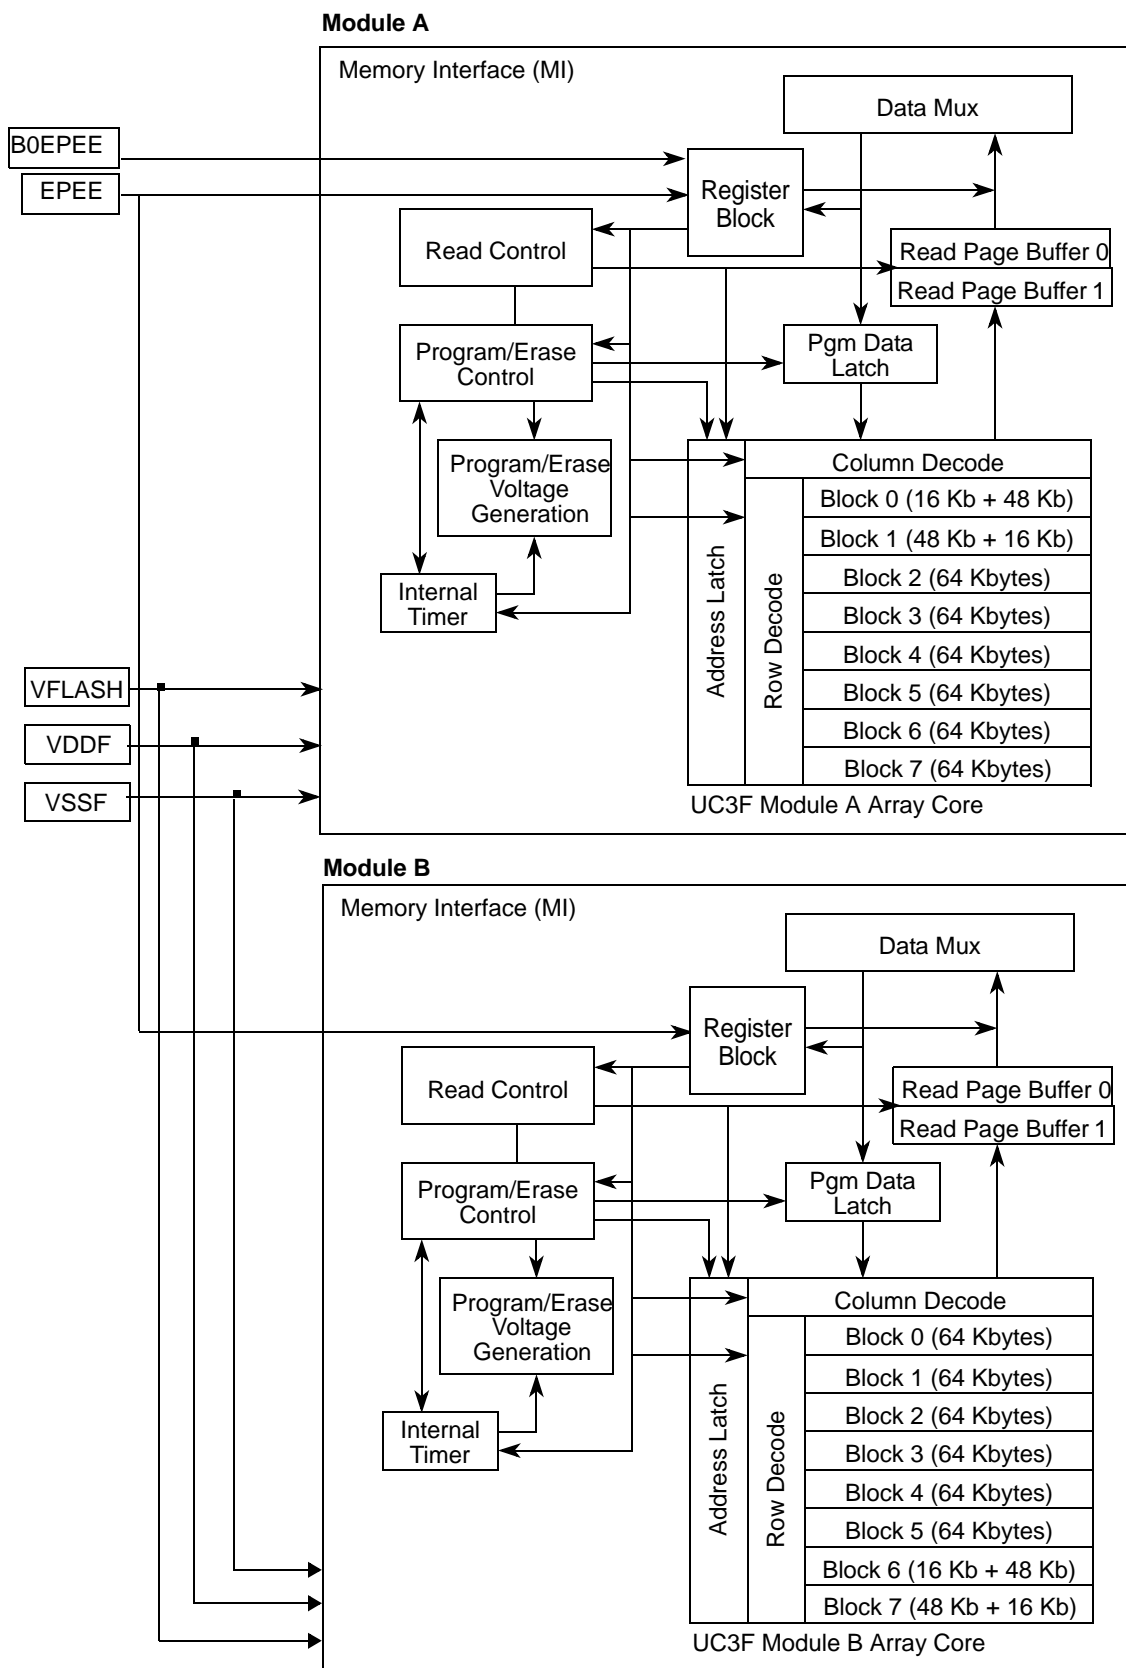 Module A
Memory Interface (MI)
Data Mux
B0EPEE
EPEE
Register
Block
Read Control
Read Page Buffer 0
Read Page Buffer 1
Program/Erase
Control
Pgm Data
Latch
Program/Erase
Voltage
Generation
Internal
Timer
Address Latch
Column Decode
Row Decode
Block 0 (16 Kb + 48 Kb)
Block 1 (48 Kb + 16 Kb)
Block 2 (64 Kbytes)
Block 3 (64 Kbytes)
Block 4 (64 Kbytes)
Block 5 (64 Kbytes)
Block 6 (64 Kbytes)
Block 7 (64 Kbytes)
UC3F Module A Array Core
VFLASH
VDDF
VSSF
Module B
Memory Interface (MI)
Data Mux
Register
Block
Read Control
Read Page Buffer 0
Read Page Buffer 1
Program/Erase
Control
Pgm Data
Latch
Program/Erase
Voltage
Generation
Internal
Timer
Address Latch
Column Decode
Row Decode
Block 0 (64 Kbytes)
Block 1 (64 Kbytes)
Block 2 (64 Kbytes)
Block 3 (64 Kbytes)
Block 4 (64 Kbytes)
Block 5 (64 Kbytes)
Block 6 (16 Kb + 48 Kb)
Block 7 (48 Kb + 16 Kb)
UC3F Module B Array Core